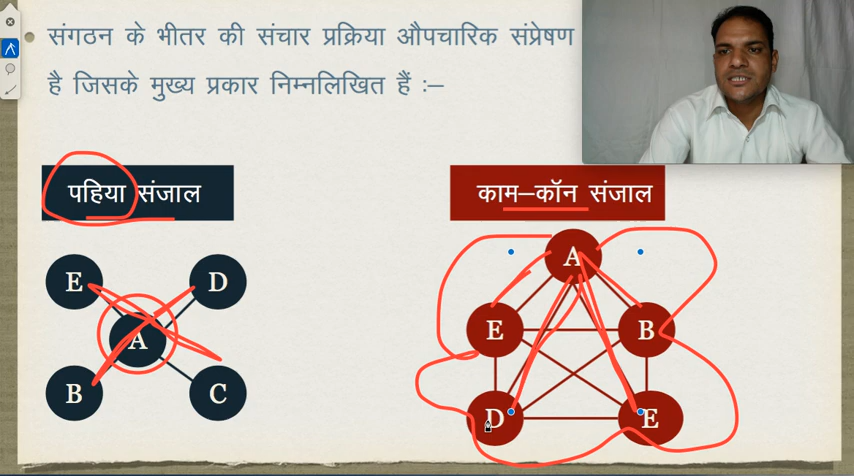 संगठन के भीतर की संचार प्रक्रिया औपचारिक संप्रेषण
है जिसके मुख्य प्रकार निम्नलिखित हैं :–
पहिया संजाल
काम–कॉन संजाल
E
D
A
B
C
A
E
B
D
E